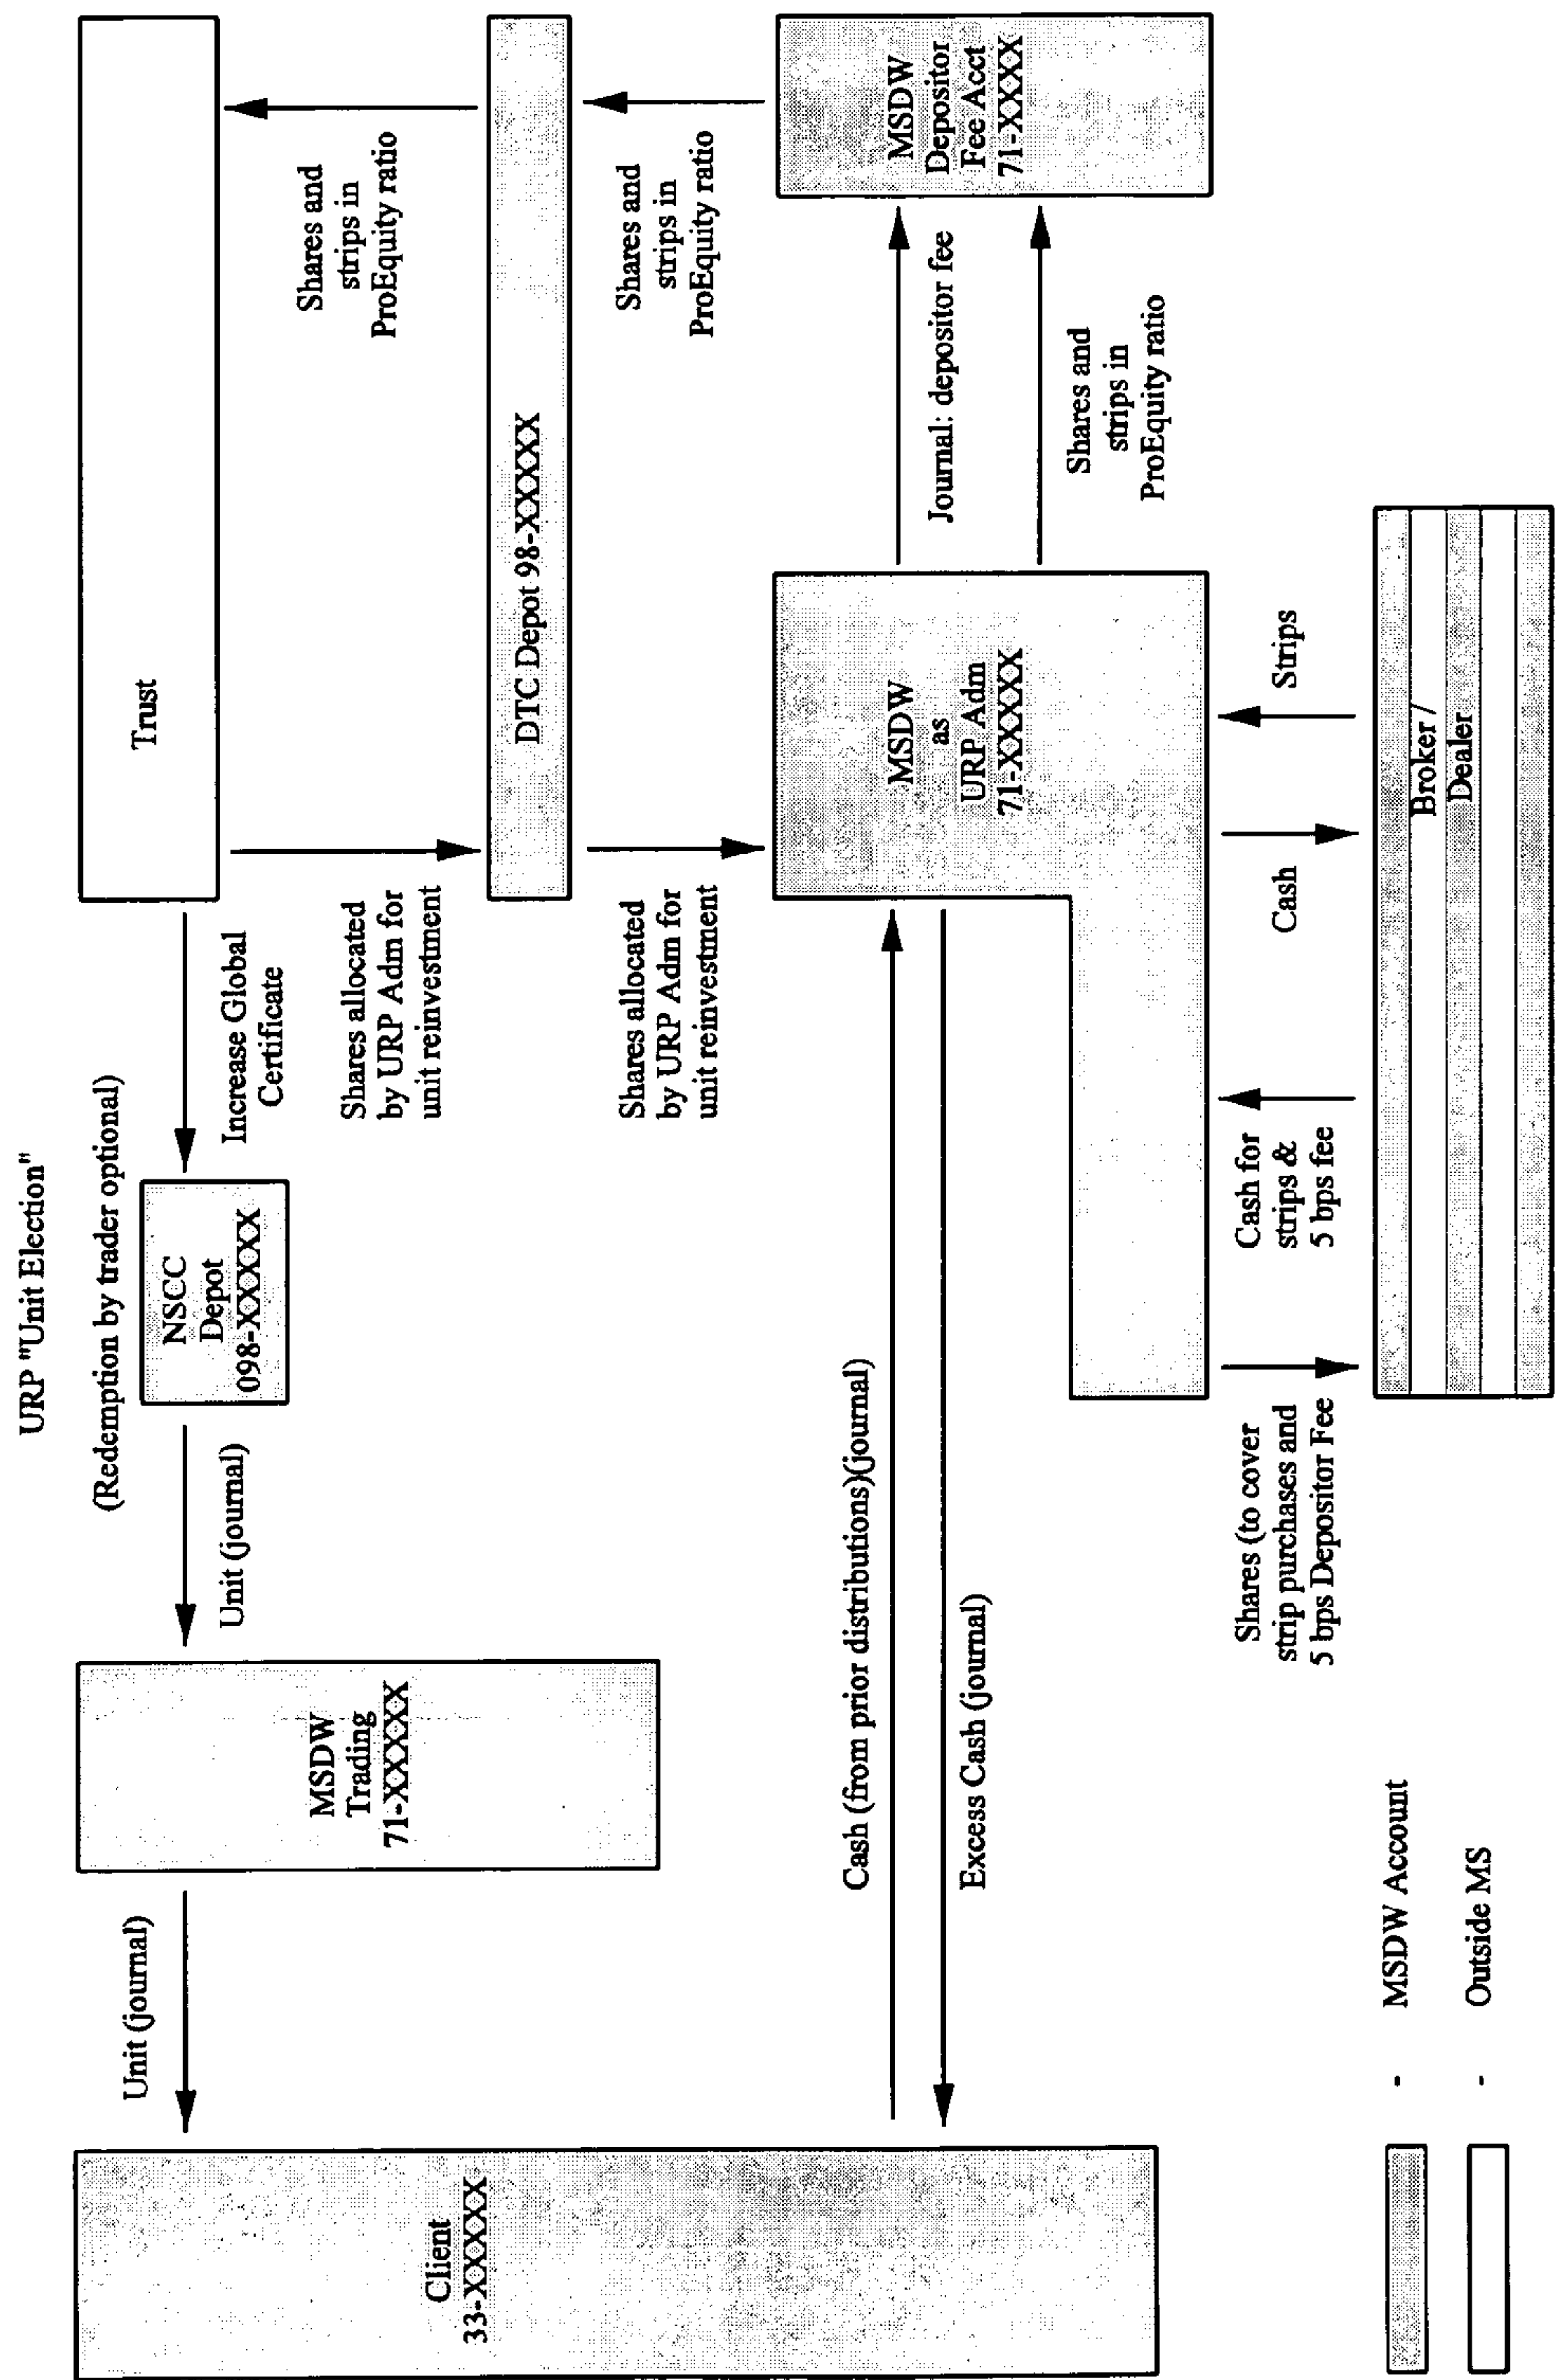 URP "Unit Election"
(Redemption by trader optional)
Client
33-XXXXX
Unit (journal)
MSDW
Trading
71-XXXXX
Unit (journal)
NSCC
Depot
098-XXXXX
Increase Global
Certificate
Trust
Shares allocated
by URP Adm for
unit reinvestment
Shares and
strips in
ProEquity ratio
DTC Depot 98-XXXXX
Shares allocated
by URP Adm for
unit reinvestment
Shares and
strips in
ProEquity ratio
Cash (from prior distributions)(journal)
Excess Cash (journal)
MSDW
as
URP Adm
71-XXXXX
Journal: depositor fee
Shares and
strips in
ProEquity ratio
MSDW
Depositor
Fee Acct
71-XXXX
Shares (to cover
strip purchases and
5 bps Depositor Fee
Cash for
strips &
5 bps fee
Cash
Strips
Broker /
Dealer
- MSDW Account
- Outside MS